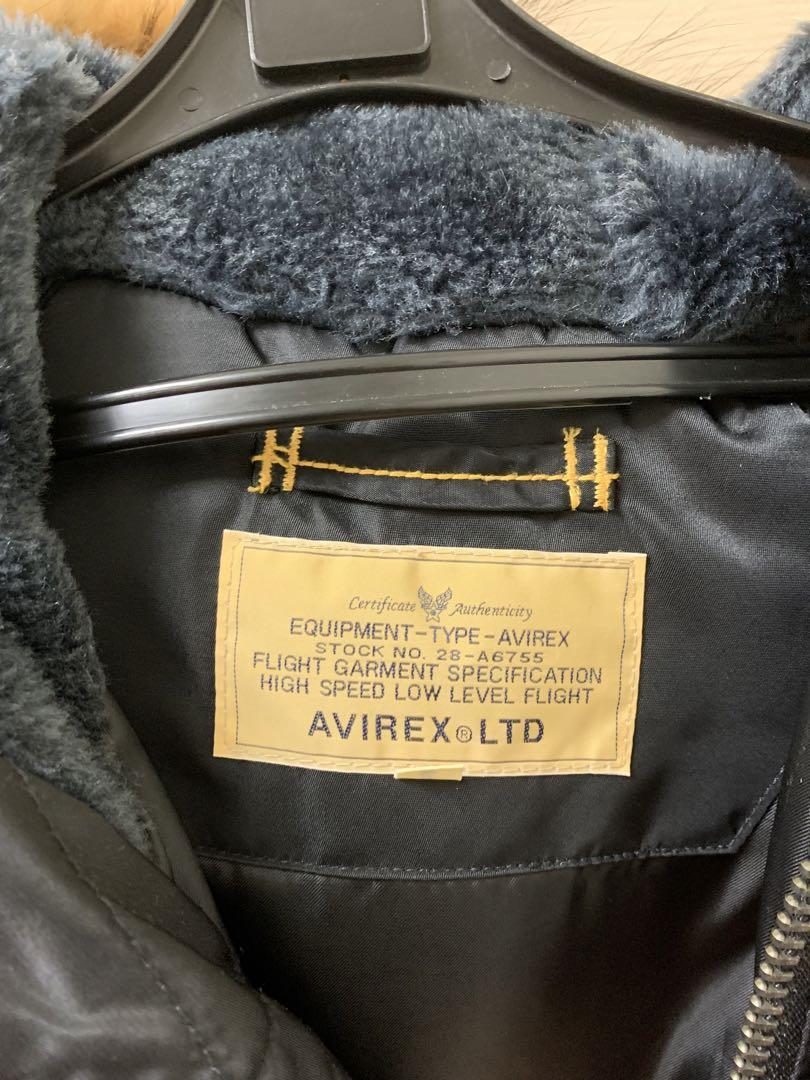 Certificate Authenticity
EQUIPMENT-TYPE-AVIREX
STOCK NO. 28-A6755
FLIGHT GARMENT SPECIFICATION
HIGH SPEED LOW LEVEL FLIGHT
AVIREX® LTD